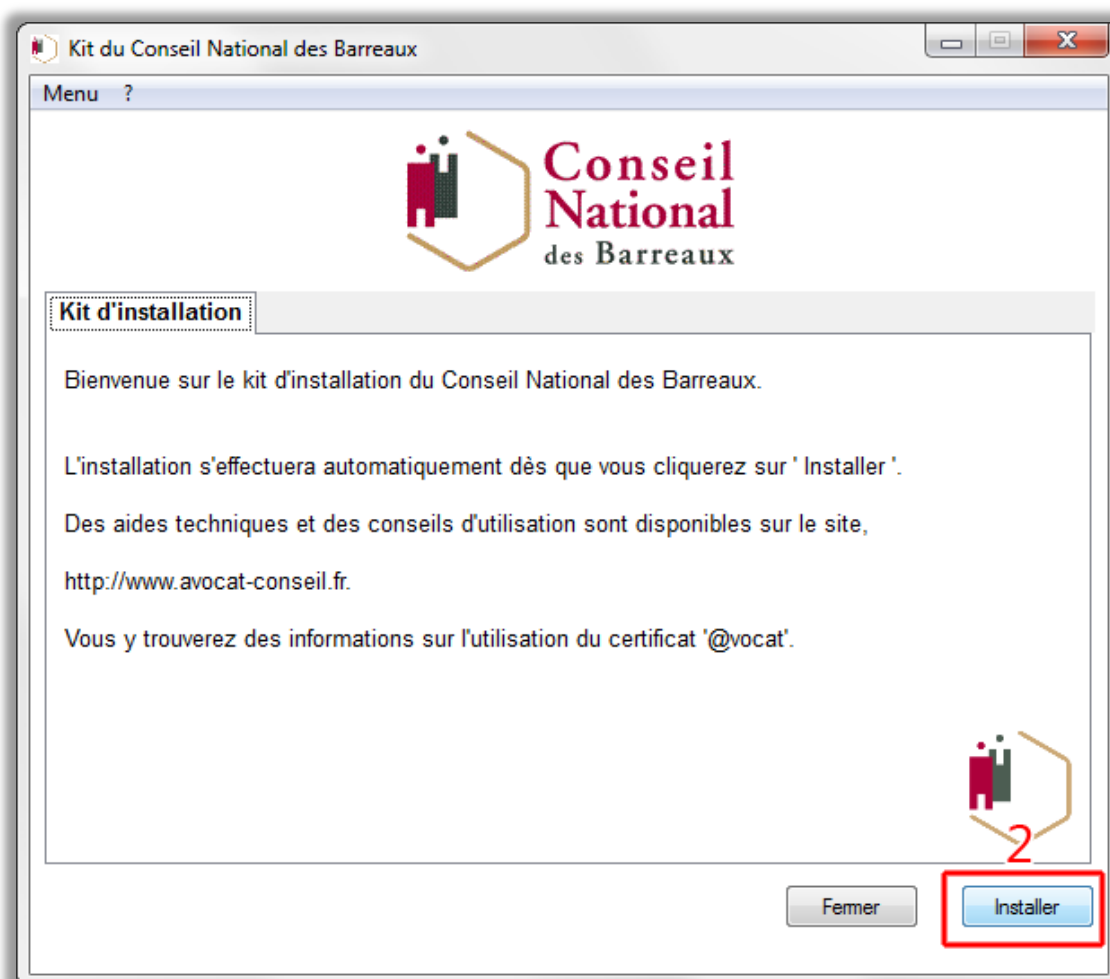 Kit du Conseil National des Barreaux
Menu ?
Conseil
National
des Barreaux
Kit d'installation
Bienvenue sur le kit d'installation du Conseil National des Barreaux.
L'installation s'effectuera automatiquement dès que vous cliquerez sur ' Installer '.
Des aides techniques et des conseils d'utilisation sont disponibles sur le site,
http://www.avocat-conseil.fr.
Vous y trouverez des informations sur l'utilisation du certificat '@vocat'.
2
Fermer Installer